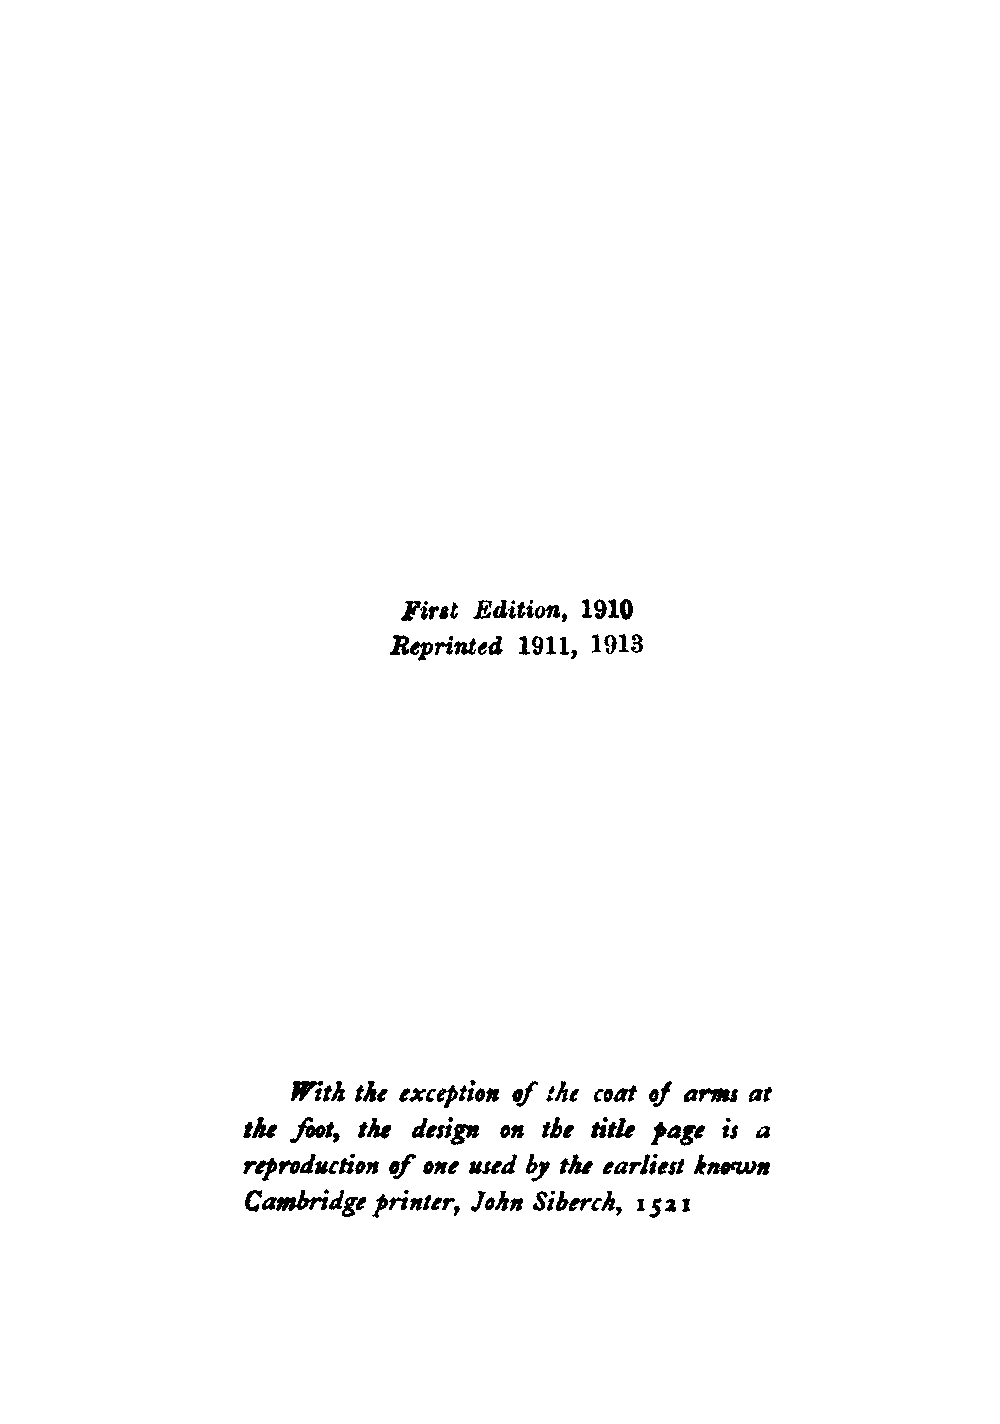 First Edition, 1910
Reprinted 1911, 1913
With the exception of the coat of arms at
the foot, the design on the title page is a
reproduction of one used by the earliest known
Cambridge printer, John Siberch, 1521